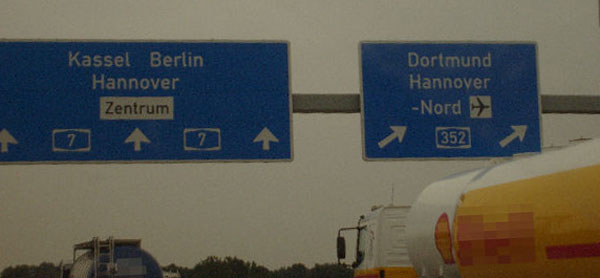 Kassel Berlin
Hannover
Zentrum
7 7
Dortmund
Hannover
-Nord
352